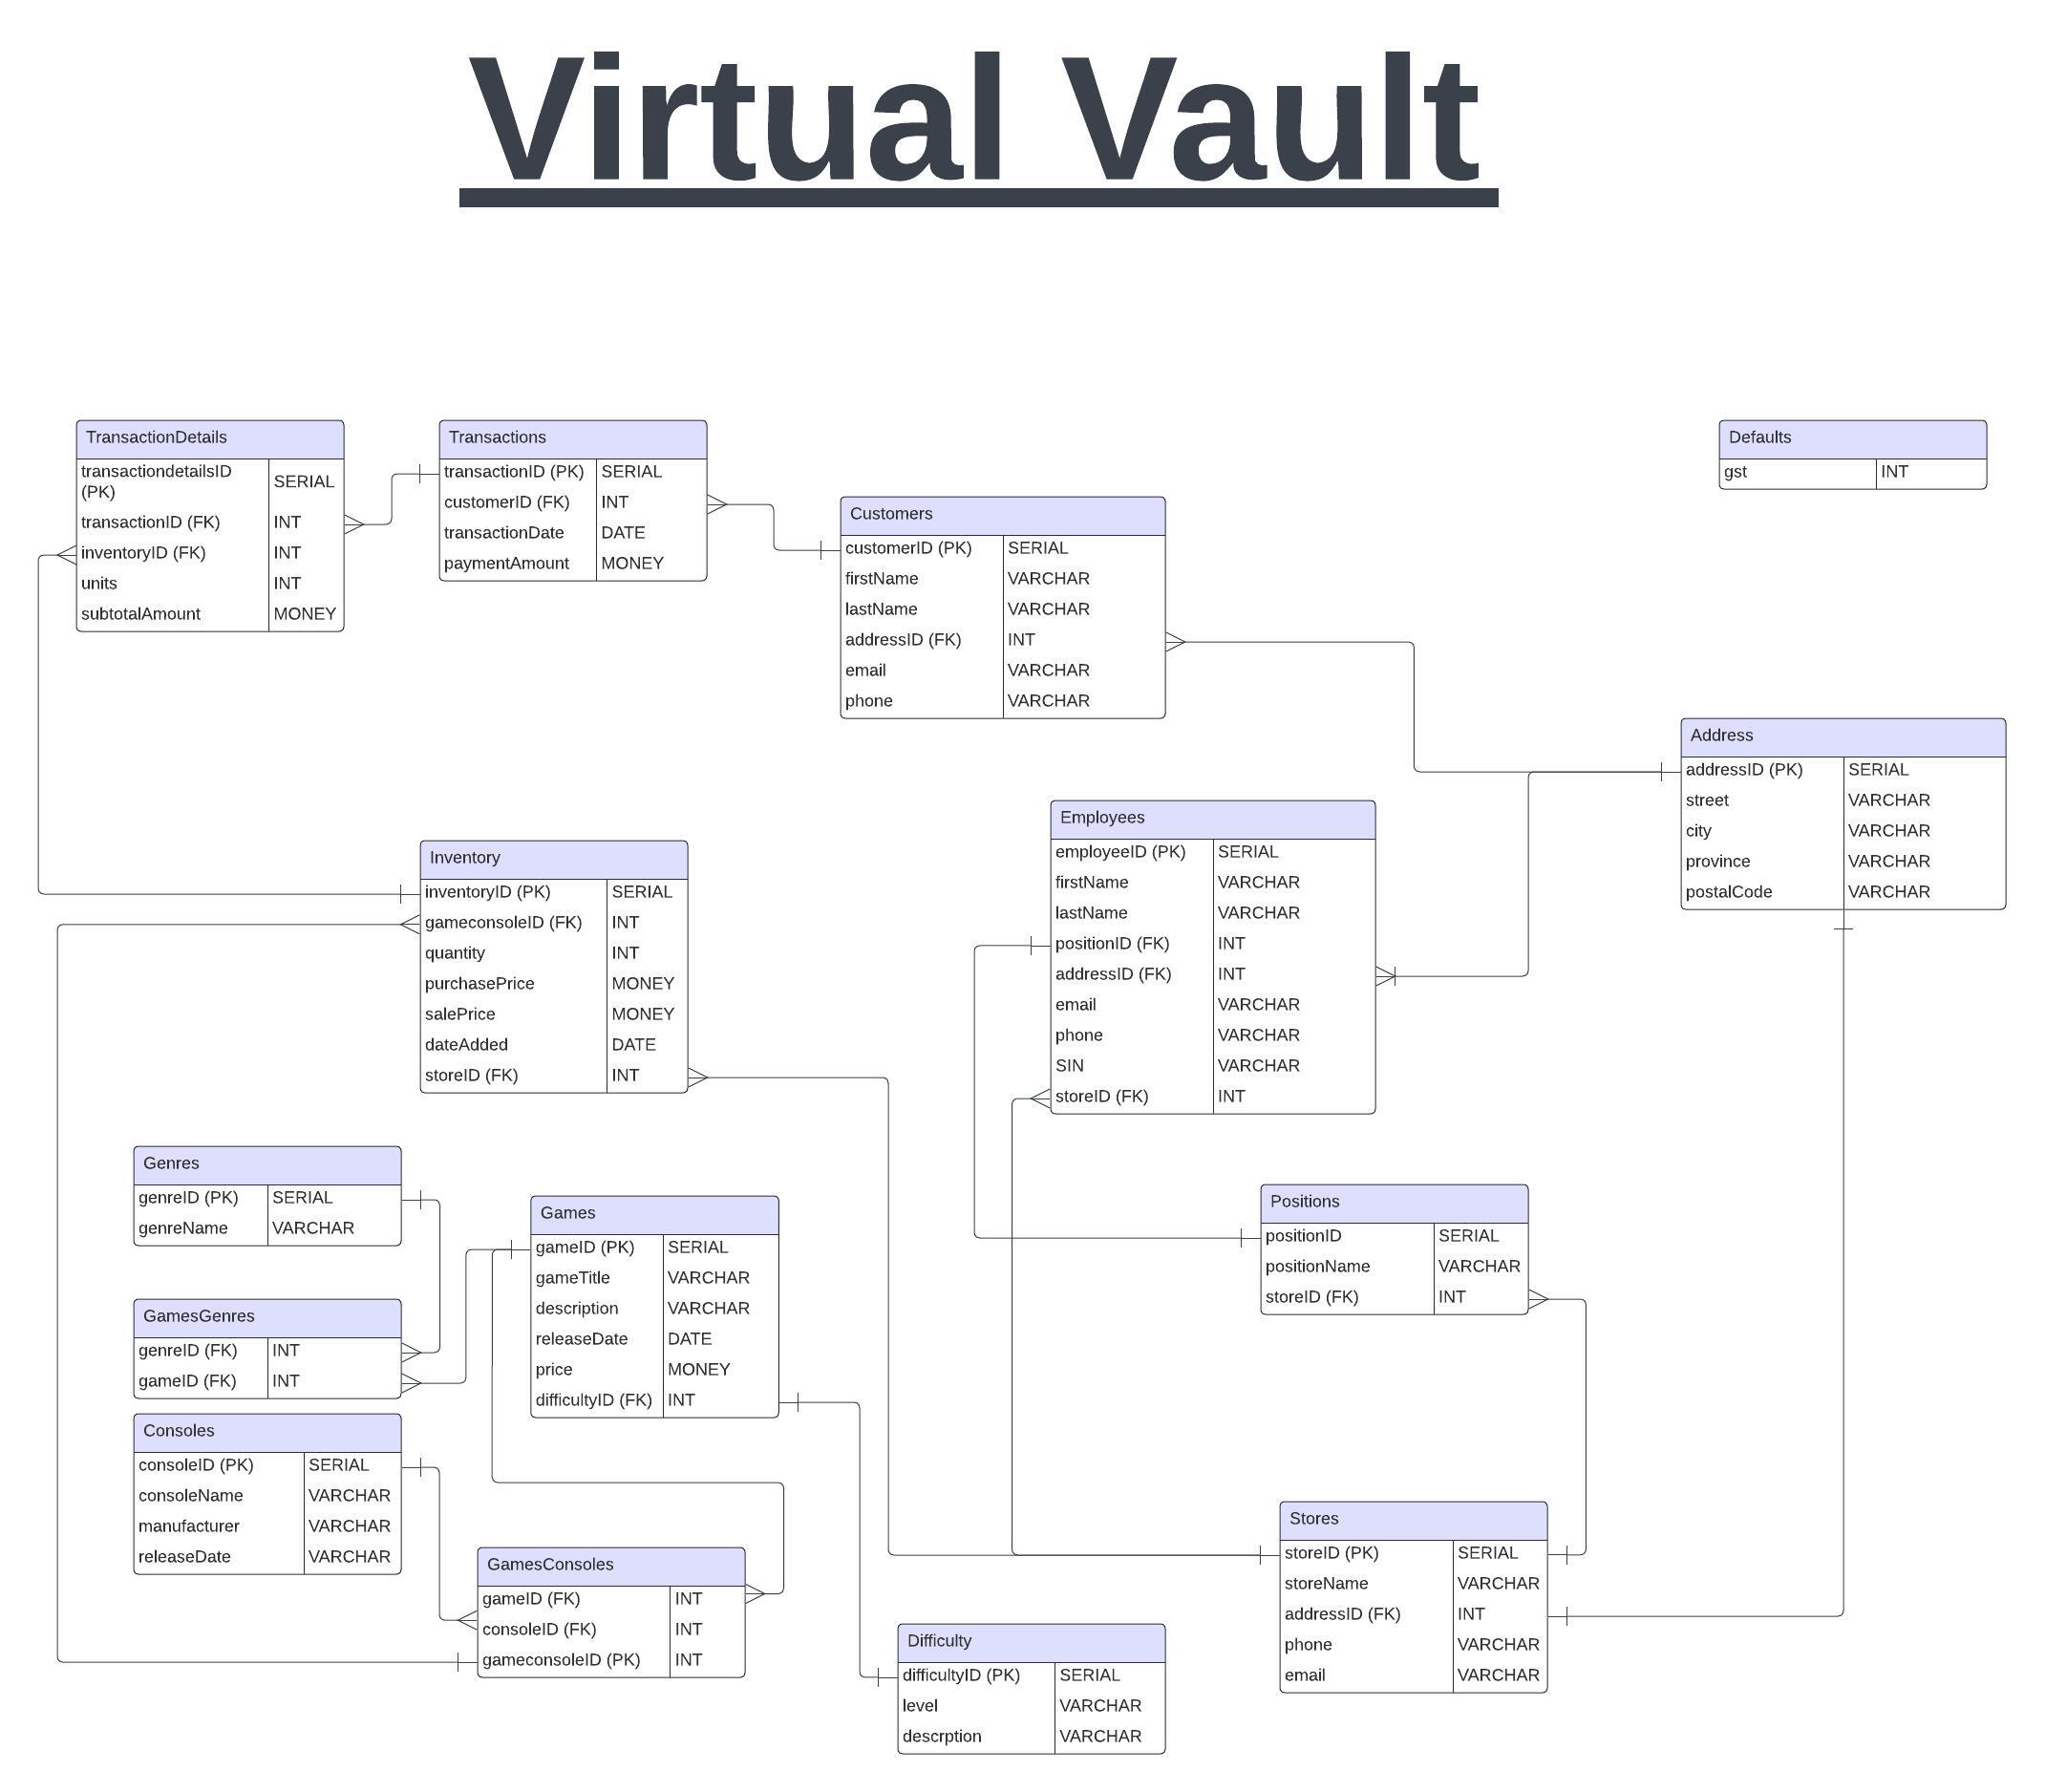 Virtual Vault
TransactionDetails
transactiondetailsID
(PK)
SERIAL
transactionID (FK) INT
inventoryID (FK) INT
units INT
subtotalAmount MONEY
Transactions
transactionID (PK) SERIAL
customerID (FK) INT
transactionDate DATE
paymentAmount MONEY
Customers
customerID (PK) SERIAL
firstName VARCHAR
lastName VARCHAR
addressID (FK) INT
email VARCHAR
phone VARCHAR
Defaults
gst INT
Address
addressID (PK) SERIAL
street VARCHAR
city VARCHAR
province VARCHAR
postalCode VARCHAR
Inventory
inventoryID (PK) SERIAL
gameconsoleID (FK) INT
quantity INT
purchasePrice MONEY
salePrice MONEY
dateAdded DATE
storeID (FK) INT
Employees
employeeID (PK) SERIAL
firstName VARCHAR
lastName VARCHAR
positionID (FK) INT
addressID (FK) INT
email VARCHAR
phone VARCHAR
SIN VARCHAR
storeID (FK) INT
Genres
genreID (PK) SERIAL
genreName VARCHAR
GamesGenres
genreID (FK) INT
gameID (FK) INT
Games
gameID (PK) SERIAL
gameTitle VARCHAR
description VARCHAR
releaseDate DATE
price MONEY
difficultyID (FK) INT
Positions
positionID SERIAL
positionName VARCHAR
storeID (FK) INT
Consoles
consoleID (PK) SERIAL
consoleName VARCHAR
manufacturer VARCHAR
releaseDate VARCHAR
GamesConsoles
gameID (FK) INT
consoleID (FK) INT
gameconsoleID (PK) INT
Difficulty
difficultyID (PK) SERIAL
level VARCHAR
descrption VARCHAR
Stores
storeID (PK) SERIAL
storeName VARCHAR
addressID (FK) INT
phone VARCHAR
email VARCHAR